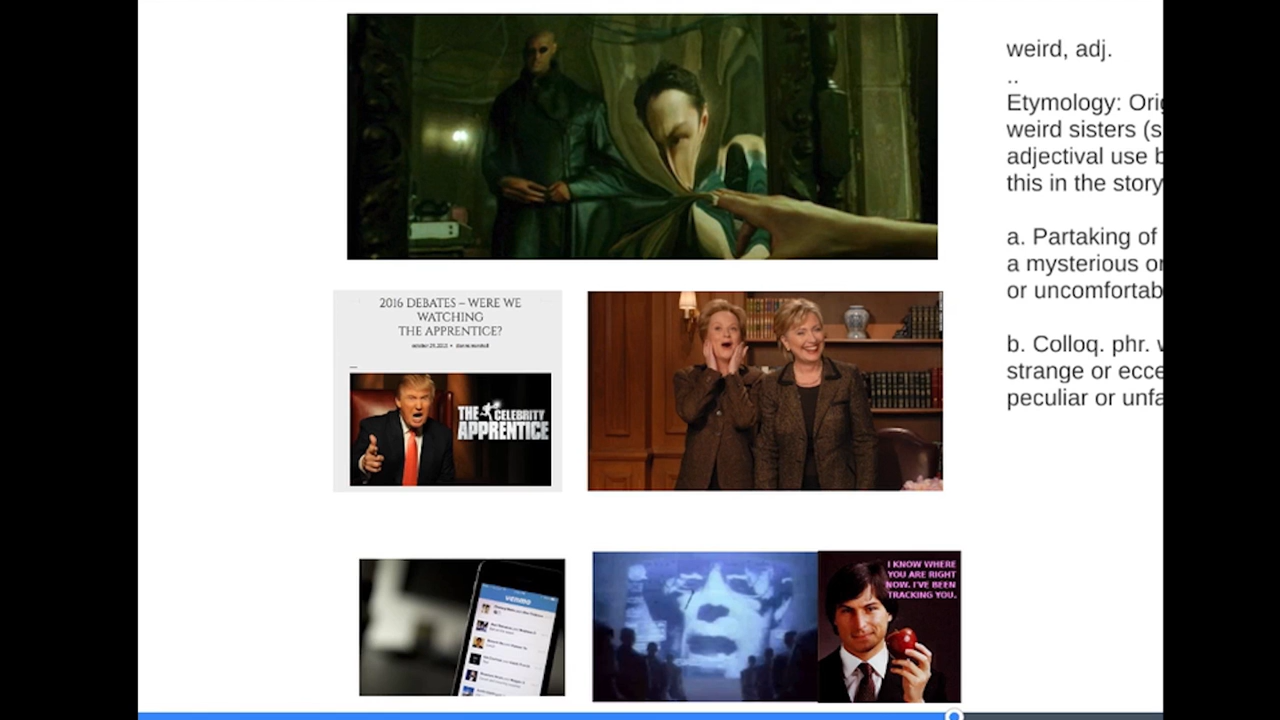 weird, adj.
..
Etymology: Orig
weird sisters (s
adjectival use b
this in the story
a. Partaking of
a mysterious or
or uncomfortab
b. Colloq. phr. w
strange or ecce
peculiar or unfa
2016 DEBATES – WERE WE
WATCHING
THE APPRENTICE?
THE CELEBRITY
APPRENTICE
venmo
I KNOW WHERE
YOU ARE RIGHT
NOW. I'VE BEEN
TRACKING YOU.